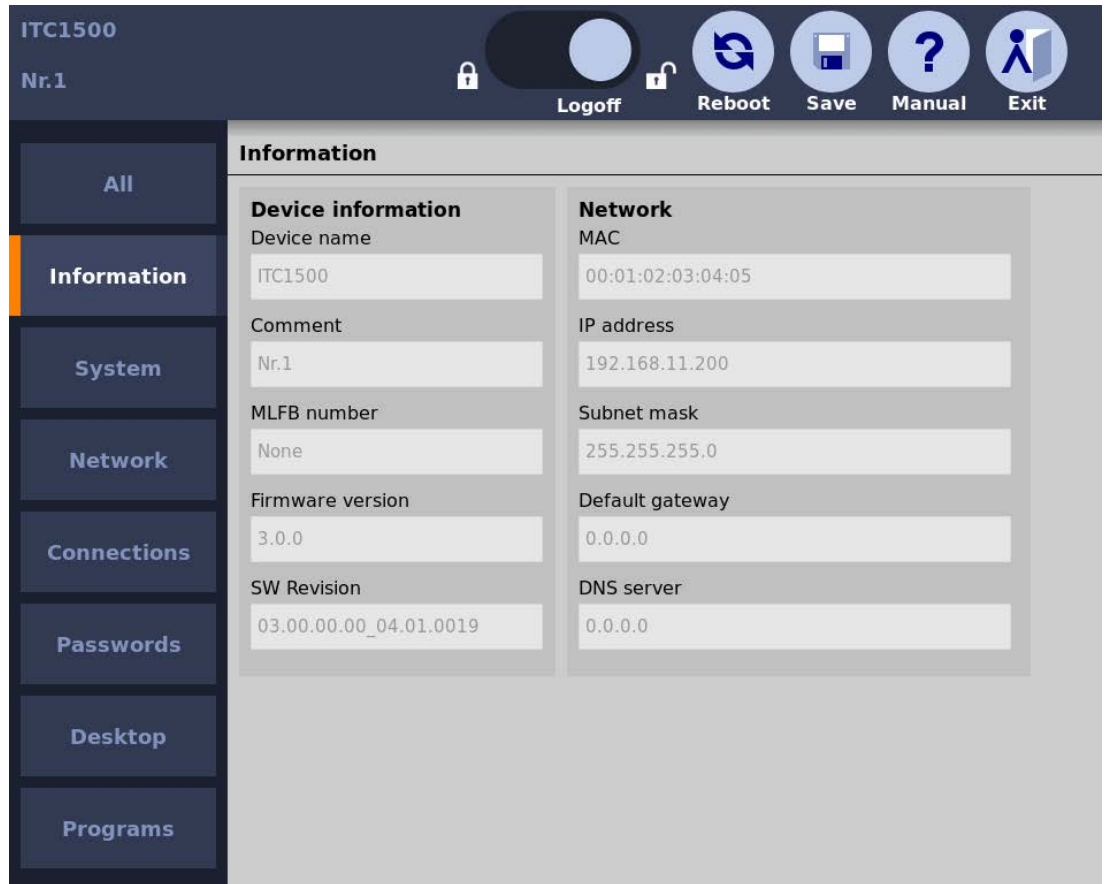 ITC1500
Nr.1
Logoff
Reboot
Save
?
Manual
Exit
All
Information
System
Network
Connections
Passwords
Desktop
Programs
Information
Device information
Device name
ITC1500
Comment
Nr.1
MLFB number
None
Firmware version
3.0.0
SW Revision
03.00.00.00_04.01.0019
Network
MAC
00:01:02:03:04:05
IP address
192.168.11.200
Subnet mask
255.255.255.0
Default gateway
0.0.0.0
DNS server
0.0.0.0